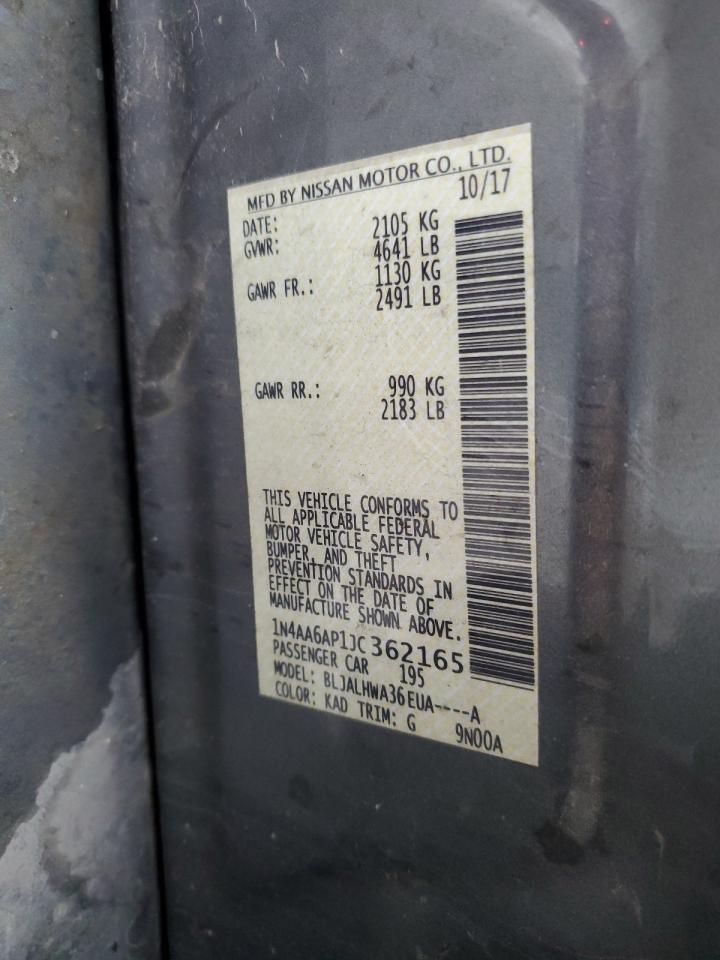 MFD BY NISSAN MOTOR CO., LTD.
DATE: 10/17
GVWR: 2105 KG
4641 LB
GAWR FR.: 1130 KG
2491 LB
GAWR RR.: 990 KG
2183 LB
THIS VEHICLE CONFORMS TO
ALL APPLICABLE FEDERAL
MOTOR VEHICLE SAFETY,
BUMPER, AND THEFT
PREVENTION STANDARDS IN
EFFECT ON THE DATE OF
MANUFACTURE SHOWN ABOVE.
1N4AA6AP1JC362165
PASSENGER CAR 195
MODEL: BLJALHWA36EUA----A
COLOR: KAD TRIM: G 9N00A